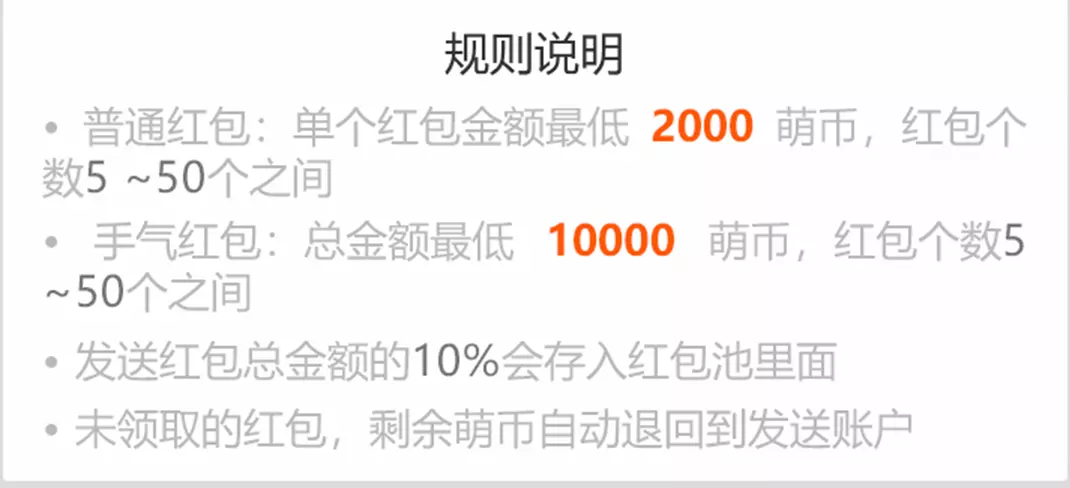 规则说明
• 普通红包：单个红包金额最低 2000 萌币，红包个
数5 ~50个之间
• 手气红包：总金额最低 10000 萌币，红包个数5
~50个之间
• 发送红包总金额的10%会存入红包池里面
• 未领取的红包，剩余萌币自动退回到发送账户